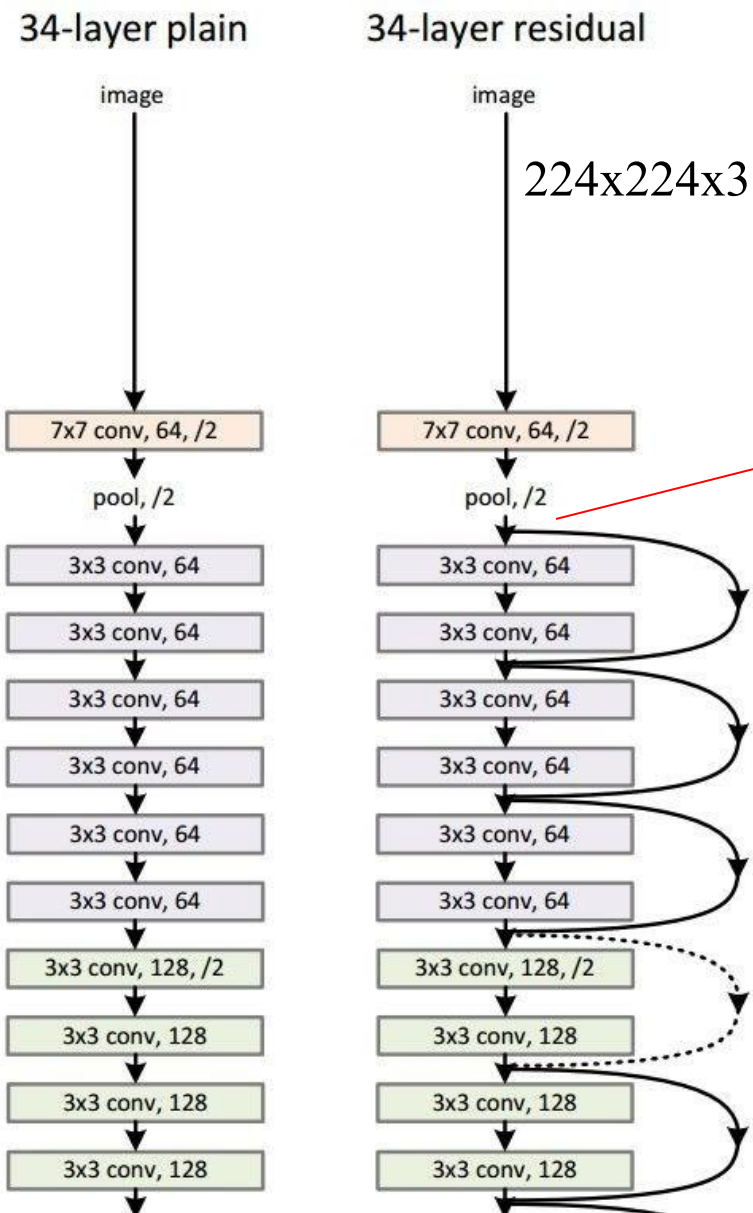 34-layer plain
image
7x7 conv, 64, /2
pool, /2
3x3 conv, 64
3x3 conv, 64
3x3 conv, 64
3x3 conv, 64
3x3 conv, 64
3x3 conv, 64
3x3 conv, 128, /2
3x3 conv, 128
3x3 conv, 128
3x3 conv, 128
34-layer residual
image
224x224x3
7x7 conv, 64, /2
pool, /2
3x3 conv, 64
3x3 conv, 64
3x3 conv, 64
3x3 conv, 64
3x3 conv, 64
3x3 conv, 64
3x3 conv, 128, /2
3x3 conv, 128
3x3 conv, 128
3x3 conv, 128